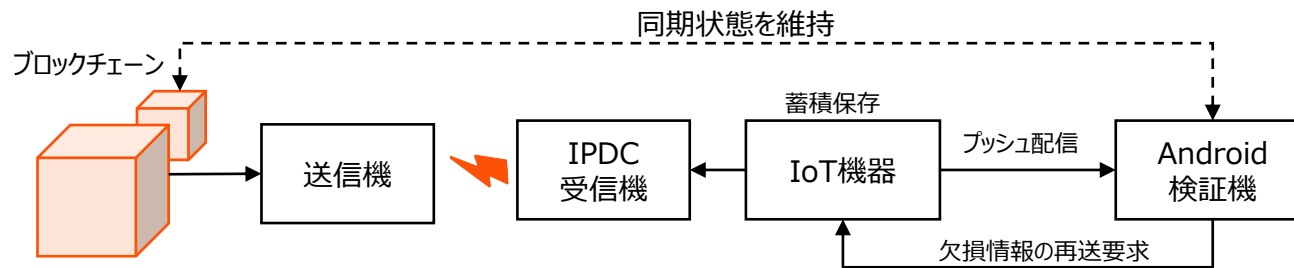 同期状態を維持
ブロックチェーン
送信機
IPDC
受信機
蓄積保存
IoT機器
プッシュ配信
Android
検証機
欠損情報の再送要求